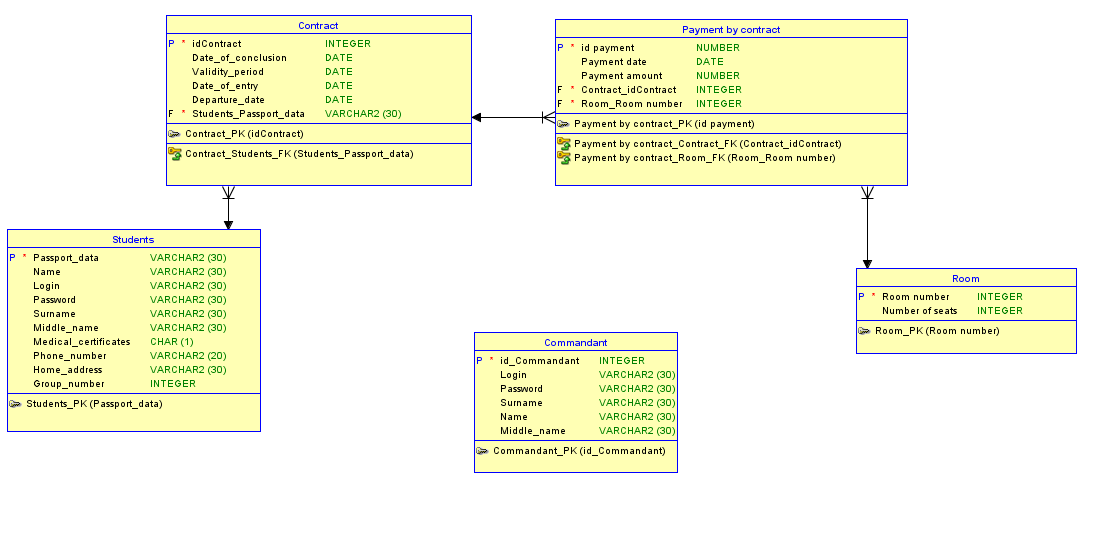 Contract
P * idContract INTEGER
Date_of_conclusion DATE
Validity_period DATE
Date_of_entry DATE
Departure_date DATE
F * Students_Passport_data VARCHAR2 (30)
Contract_PK (idContract)
Contract_Students_FK (Students_Passport_data)
Payment by contract
P * id payment NUMBER
Payment date DATE
Payment amount NUMBER
F * Contract_idContract INTEGER
F * Room_Room number INTEGER
Payment by contract_PK (id payment)
Payment by contract_Contract_FK (Contract_idContract)
Payment by contract_Room_FK (Room_Room number)
Students
P * Passport_data VARCHAR2 (30)
Name VARCHAR2 (30)
Login VARCHAR2 (30)
Password VARCHAR2 (30)
Surname VARCHAR2 (30)
Middle_name VARCHAR2 (30)
Medical_certificates CHAR (1)
Phone_number VARCHAR2 (20)
Home_address VARCHAR2 (30)
Group_number INTEGER
Students_PK (Passport_data)
Commandant
P * id_Commandant INTEGER
Login VARCHAR2 (30)
Password VARCHAR2 (30)
Surname VARCHAR2 (30)
Name VARCHAR2 (30)
Middle_name VARCHAR2 (30)
Commandant_PK (id_Commandant)
Room
P * Room number INTEGER
Number of seats INTEGER
Room_PK (Room number)